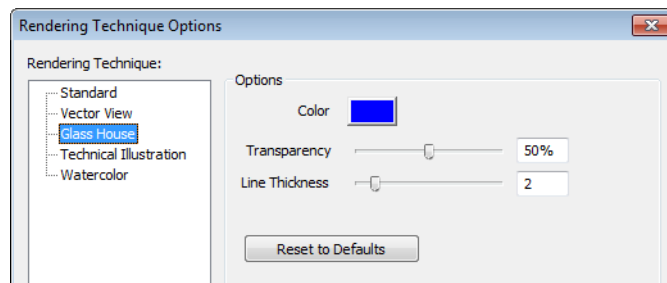 Rendering Technique Options
Rendering Technique:
Standard
Vector View
Glass House
Technical Illustration
Watercolor
Options
Color
Transparency 50%
Line Thickness 2
Reset to Defaults